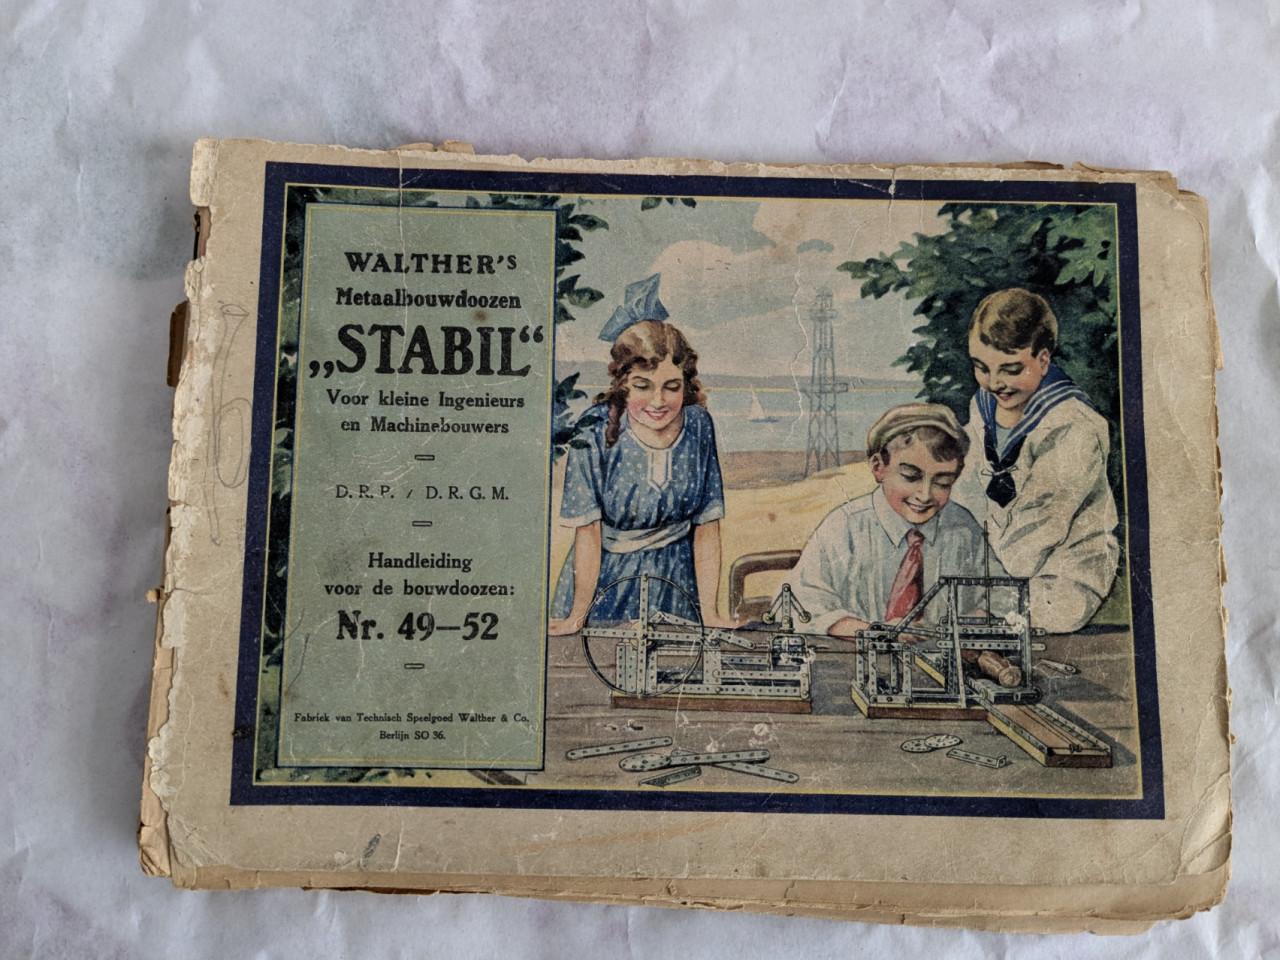 WALTHER's
Metaalbouwdoozen
„STABIL“
Voor kleine Ingenieurs
en Machinebouwers
D. R. P. / D. R. G. M.
Handleiding
voor de bouwdoozen:
Nr. 49—52
Fabriek van Technisch Speelgoed Walther & Co.
Berlijn SO 36.